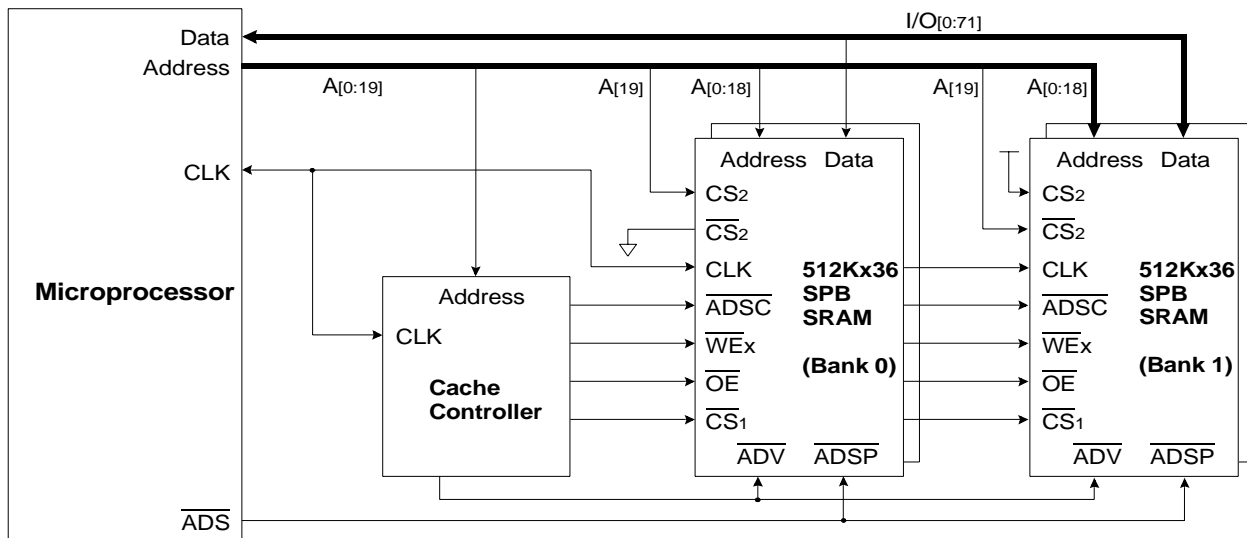 I/O[0:71]
Data
Address
A[0:19]
A[19]
A[0:18]
A[19]
A[0:18]
CLK
Microprocessor
ADS
Address
CLK
Cache
Controller
Address Data
CS2
CS2
CLK
ADSC
WEx
OE
CS1
ADV ADSP
512Kx36
SPB
SRAM
(Bank 0)
Address Data
CS2
CS2
CLK
ADSC
WEx
OE
CS1
ADV ADSP
512Kx36
SPB
SRAM
(Bank 1)